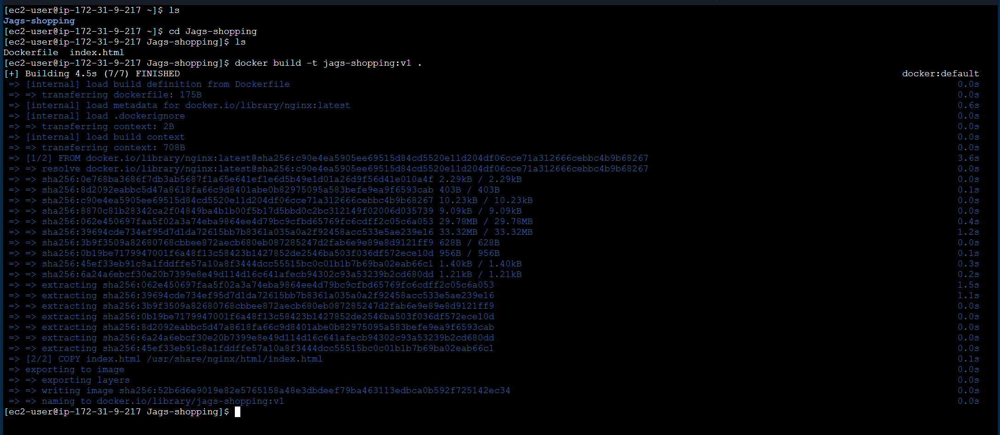 [ec2-user@ip-172-31-9-217 ~]$ ls
Jags-shopping
[ec2-user@ip-172-31-9-217 ~]$ cd Jags-shopping
[ec2-user@ip-172-31-9-217 Jags-shopping]$ ls
Dockerfile  index.html
[ec2-user@ip-172-31-9-217 Jags-shopping]$ docker build -t jags-shopping:v1 .
[+] Building 4.5s (7/7) FINISHED docker:default
=> [internal] load build definition from Dockerfile 0.0s
=> => transferring dockerfile: 175B 0.0s
=> [internal] load metadata for docker.io/library/nginx:latest 0.6s
=> [internal] load .dockerignore 0.0s
=> => transferring context: 2B 0.0s
=> [internal] load build context 0.0s
=> => transferring context: 708B 0.0s
=> [1/2] FROM docker.io/library/nginx:latest@sha256:c90e4ea5905ee69515d84cd5520e11d204df06cce71a312666cebbc4b9b68267 3.6s
=> => resolve docker.io/library/nginx:latest@sha256:c90e4ea5905ee69515d84cd5520e11d204df06cce71a312666cebbc4b9b68267 0.0s
=> => sha256:0e768ba3686f7db3ab5687f1a65e641ef1e6d5b49e1d01a26d9f56d41e010a4f 2.29kB / 2.29kB 0.0s
=> => sha256:8d2092eabbc5d47a8618fa66c9d8401abe0b82975095a583befe9ea9f6593cab 403B / 403B 0.1s
=> => sha256:c90e4ea5905ee69515d84cd5520e11d204df06cce71a312666cebbc4b9b68267 10.23kB / 10.23kB 0.0s
=> => sha256:8870c81b28342ca2f04849ba4b1b00f5b17d5bbd0c2bc312149f02006d035739 9.09kB / 9.09kB 0.0s
=> => sha256:062e450697faa5f02a3a74eba9864ee4d79bc9cfbd65769fc6cdff2c05c6a053 29.78MB / 29.78MB 0.4s
=> => sha256:39694cde734ef95d7d1da72615bb7b8361a035a0a2f92458acc533e5ae239e16 33.32MB / 33.32MB 1.2s
=> => sha256:3b9f3509a82680768cbbee872aecb680eb087285247d2fab6e9e89e8d9121ff9 628B / 628B 0.0s
=> => sha256:0b19be7179947001f6a48f13c58423b1427852de2546ba503f036df572ece10d 956B / 956B 0.1s
=> => sha256:45ef33eb91c8a1fddffe57a10a8f3444dcc55515bc0c01b1b7b69ba02eab66c1 1.40kB / 1.40kB 0.3s
=> => sha256:6a24a6ebcf30e20b7399e8e49d114d16c641afecb94302c93a53239b2cd680dd 1.21kB / 1.21kB 0.2s
=> => extracting sha256:062e450697faa5f02a3a74eba9864ee4d79bc9cfbd65769fc6cdff2c05c6a053 1.5s
=> => extracting sha256:39694cde734ef95d7d1da72615bb7b8361a035a0a2f92458acc533e5ae239e16 1.1s
=> => extracting sha256:3b9f3509a82680768cbbee872aecb680eb087285247d2fab6e9e89e8d9121ff9 0.0s
=> => extracting sha256:0b19be7179947001f6a48f13c58423b1427852de2546ba503f036df572ece10d 0.0s
=> => extracting sha256:8d2092eabbc5d47a8618fa66c9d8401abe0b82975095a583befe9ea9f6593cab 0.0s
=> => extracting sha256:6a24a6ebcf30e20b7399e8e49d114d16c641afecb94302c93a53239b2cd680dd 0.0s
=> => extracting sha256:45ef33eb91c8a1fddffe57a10a8f3444dcc55515bc0c01b1b7b69ba02eab66c1 0.0s
=> [2/2] COPY index.html /usr/share/nginx/html/index.html 0.1s
=> exporting to image 0.0s
=> => exporting layers 0.0s
=> => writing image sha256:52b6d6e9019e82e5765158a48e3dbdeef79ba463113edbca0b592f725142ec34 0.0s
=> => naming to docker.io/library/jags-shopping:v1 0.0s
[ec2-user@ip-172-31-9-217 Jags-shopping]$